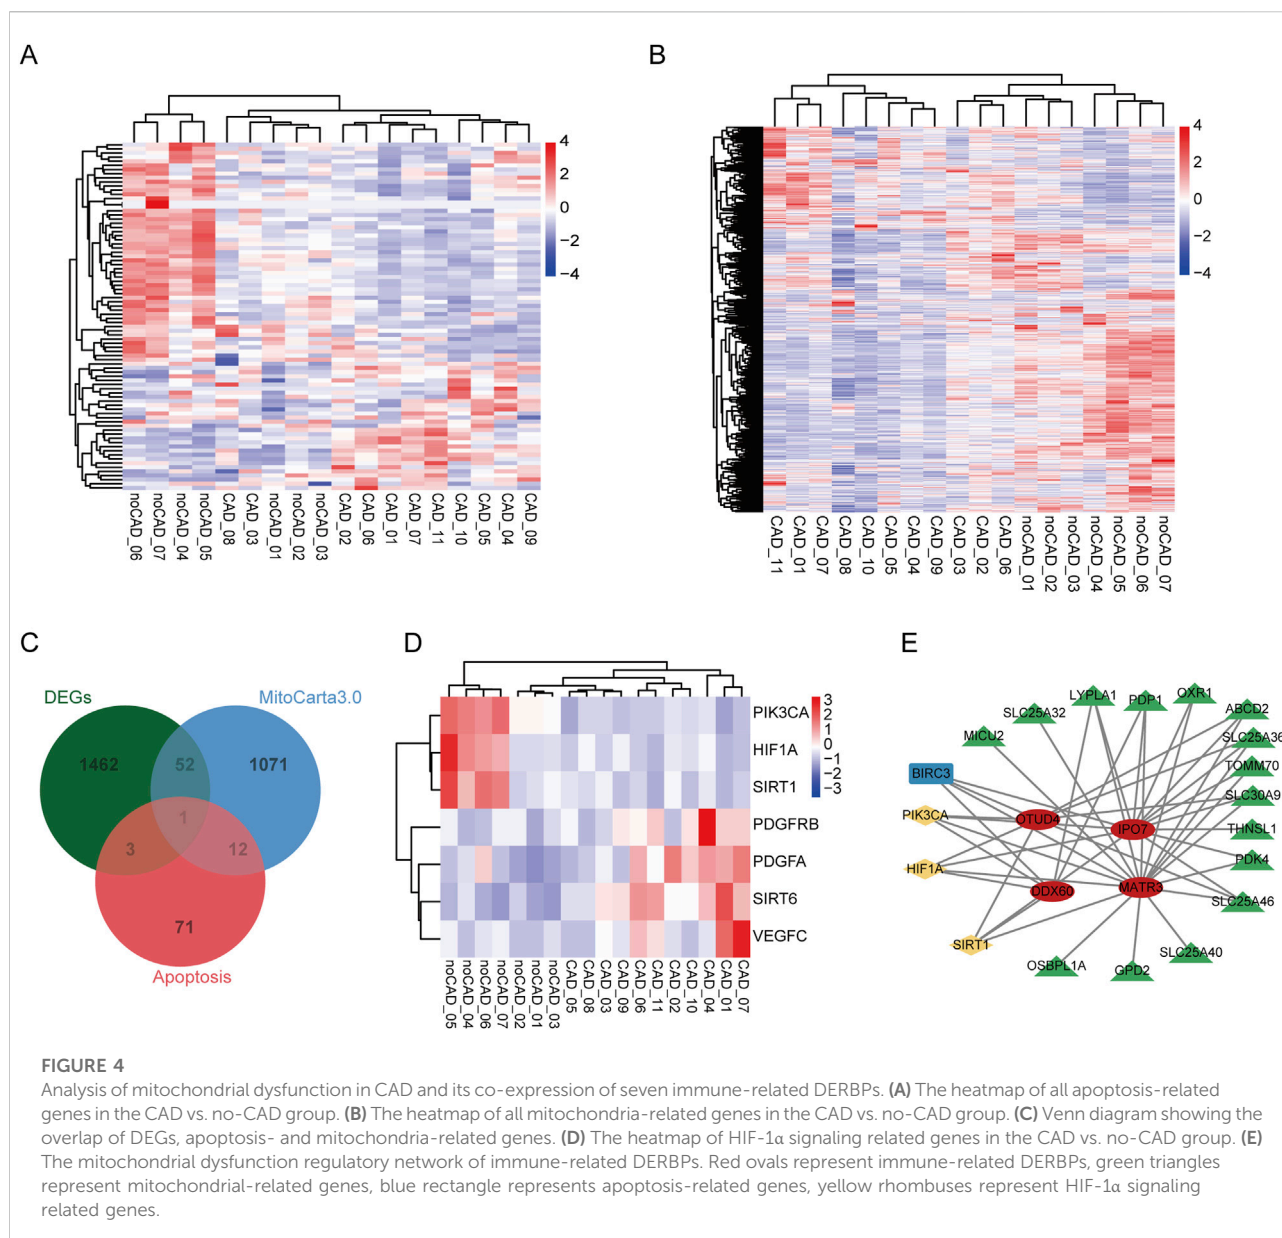 A
4
2
0
−2
−4
noCAD_06
noCAD_07
noCAD_04
noCAD_05
CAD_08
CAD_03
noCAD_01
noCAD_02
noCAD_03
CAD_02
CAD_06
CAD_01
CAD_07
CAD_11
CAD_10
CAD_05
CAD_04
CAD_09
B
4
2
0
−2
−4
CAD_11
CAD_01
CAD_07
CAD_08
CAD_10
CAD_05
CAD_04
CAD_09
CAD_03
CAD_02
CAD_06
noCAD_01
noCAD_02
noCAD_03
noCAD_04
noCAD_05
noCAD_06
noCAD_07
C
DEGs
MitoCarta3.0
1462
52
1071
1
3
12
71
Apoptosis
D
3
2
1
0
−1
−2
−3
PIK3CA
HIF1A
SIRT1
PDGFRB
PDGFA
SIRT6
VEGFC
noCAD_05
noCAD_04
noCAD_06
noCAD_07
noCAD_02
noCAD_01
noCAD_03
CAD_05
CAD_08
CAD_03
CAD_09
CAD_06
CAD_11
CAD_02
CAD_10
CAD_04
CAD_01
CAD_07
E
LYPLA1
PDP1
OXR1
ABCD2
SLC25A32
SLC25A36
MICU2
TOMM70
BIRC3
SLC30A9
PIK3CA
OTUD4
IPO7
THNSL1
HIF1A
PDK4
DDX60
MATR3
SLC25A46
SIRT1
SLC25A40
OSBPL1A
GPD2
FIGURE 4
Analysis of mitochondrial dysfunction in CAD and its co-expression of seven immune-related DERBPs. (A) The heatmap of all apoptosis-related
genes in the CAD vs. no-CAD group. (B) The heatmap of all mitochondria-related genes in the CAD vs. no-CAD group. (C) Venn diagram showing the
overlap of DEGs, apoptosis- and mitochondria-related genes. (D) The heatmap of HIF-1α signaling related genes in the CAD vs. no-CAD group. (E)
The mitochondrial dysfunction regulatory network of immune-related DERBPs. Red ovals represent immune-related DERBPs, green triangles
represent mitochondrial-related genes, blue rectangle represents apoptosis-related genes, yellow rhombuses represent HIF-1α signaling
related genes.